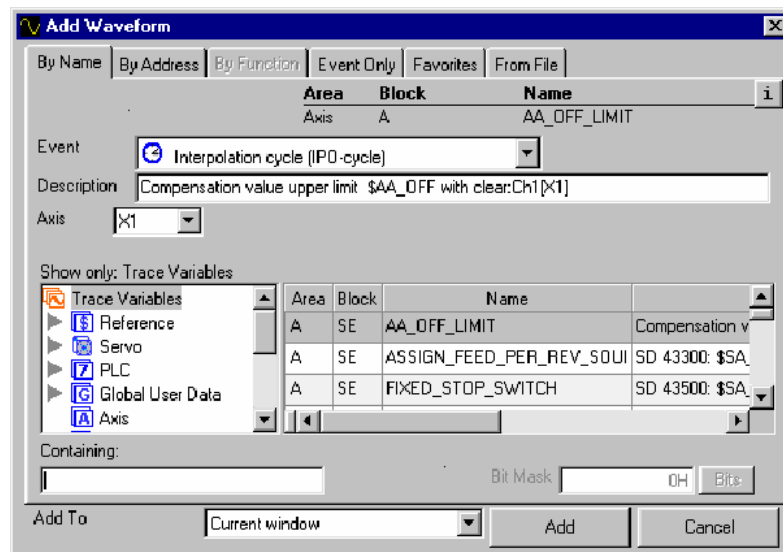 Add Waveform
By Name By Address By Function Event Only Favorites From File
Area Block Name
Axis A AA_OFF_LIMIT
i
Event Interpolation cycle (IPO-cycle)
Description Compensation value upper limit $AA_OFF with clear:Ch1[X1]
Axis X1
Show only: Trace Variables
Trace Variables
Reference
Servo
PLC
Global User Data
Axis
Area Block Name
A SE AA_OFF_LIMIT Compensation v
A SE ASSIGN_FEED_PER_REV_SOUI SD 43300: $SA_
A SE FIXED_STOP_SWITCH SD 43500: $SA_
Containing:
Bit Mask 0H Bits
Add To Current window Add Cancel